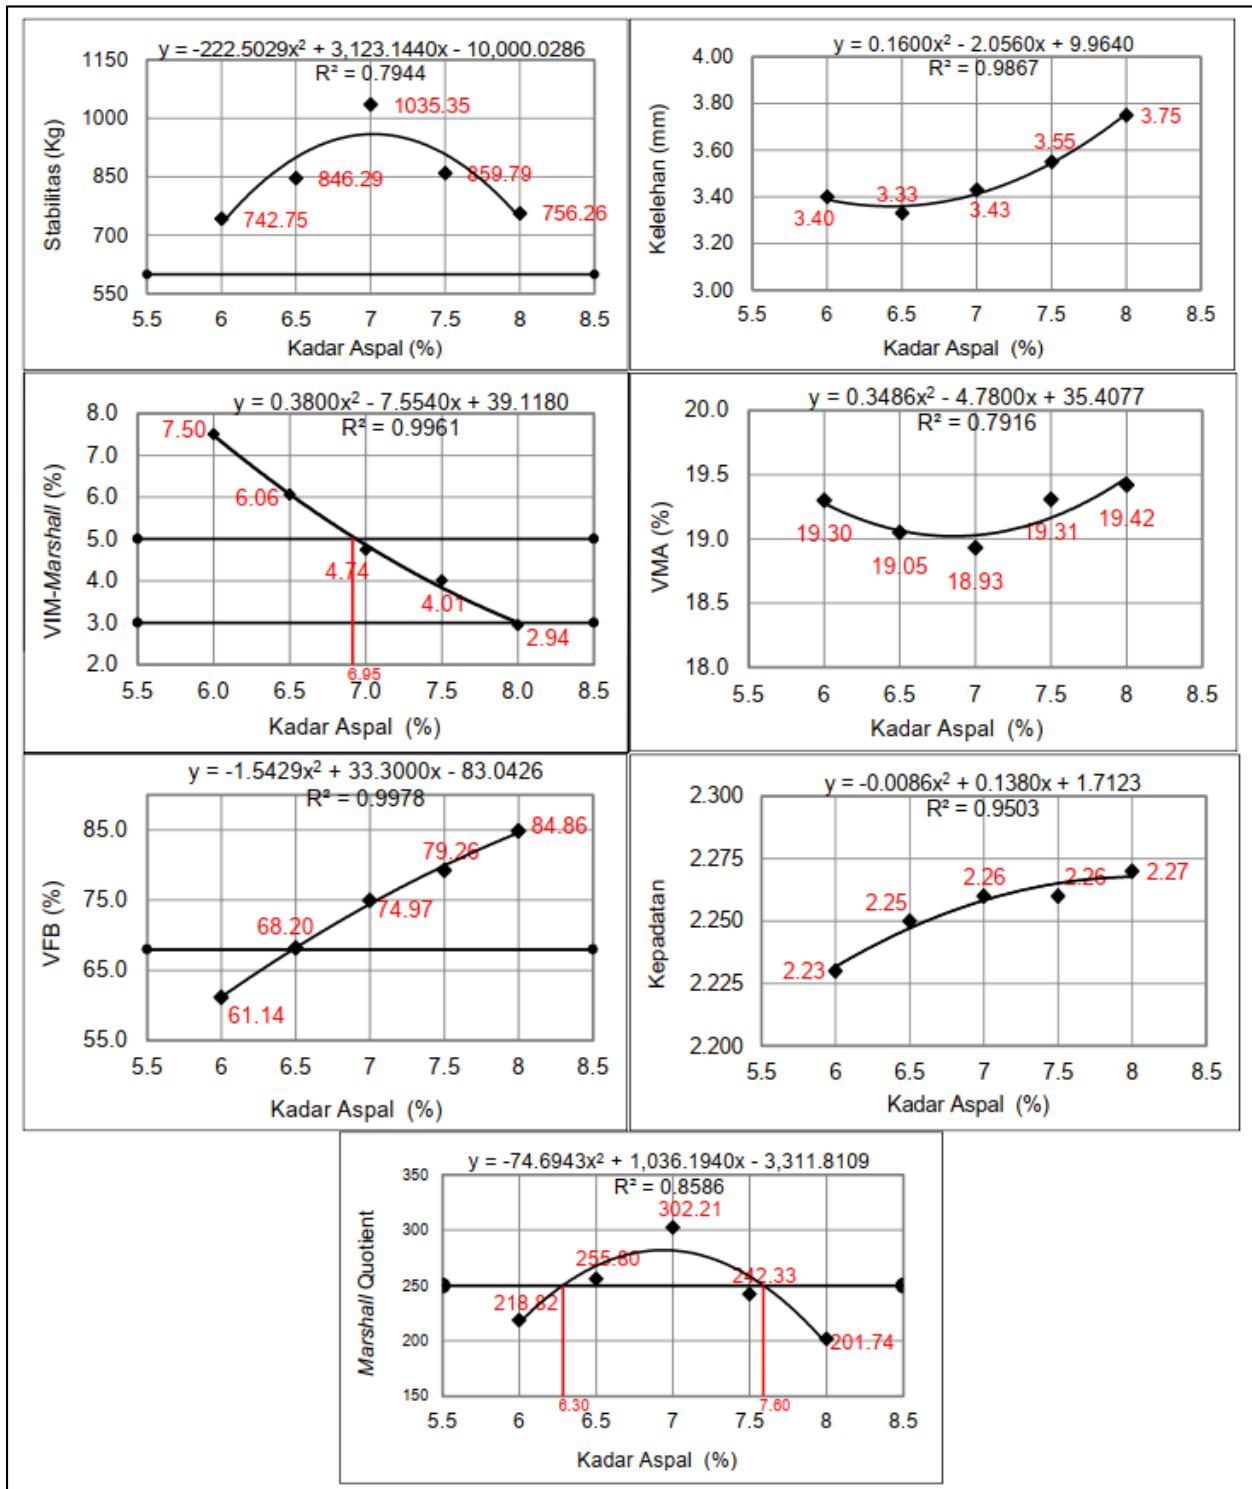 y = -222.5029x² + 3,123.1440x - 10,000.0286
R² = 0.7944
Stabilitas (Kg)
1150
1000
850
700
550
742.75
846.29
1035.35
859.79
756.26
5.5 6 6.5 7 7.5 8 8.5
Kadar Aspal (%)
y = 0.1600x² - 2.0560x + 9.9640
R² = 0.9867
Kelelehan (mm)
4.00
3.80
3.60
3.40
3.20
3.00
3.40
3.33
3.43
3.55
3.75
5.5 6 6.5 7 7.5 8 8.5
Kadar Aspal (%)
y = 0.3800x² - 7.5540x + 39.1180
R² = 0.9961
VIM-Marshall (%)
8.0
7.0
6.0
5.0
4.0
3.0
2.0
7.50
6.06
4.74
4.01
2.94
6.95
5.5 6.0 6.5 7.0 7.5 8.0 8.5
Kadar Aspal (%)
y = 0.3486x² - 4.7800x + 35.4077
R² = 0.7916
VMA (%)
20.0
19.5
19.0
18.5
18.0
19.30
19.05
18.93
19.31
19.42
5.5 6 6.5 7 7.5 8 8.5
Kadar Aspal (%)
y = -1.5429x² + 33.3000x - 83.0426
R² = 0.9978
VFB (%)
85.0
75.0
65.0
55.0
61.14
68.20
74.97
79.26
84.86
5.5 6 6.5 7 7.5 8 8.5
Kadar Aspal (%)
y = -0.0086x² + 0.1380x + 1.7123
R² = 0.9503
Kepadatan
2.300
2.275
2.250
2.225
2.200
2.23
2.25
2.26
2.26
2.27
5.5 6 6.5 7 7.5 8 8.5
Kadar Aspal (%)
y = -74.6943x² + 1,036.1940x - 3,311.8109
R² = 0.8586
Marshall Quotient
350
300
250
200
150
218.82
255.80
302.21
242.33
201.74
6.30
7.60
5.5 6 6.5 7 7.5 8 8.5
Kadar Aspal (%)